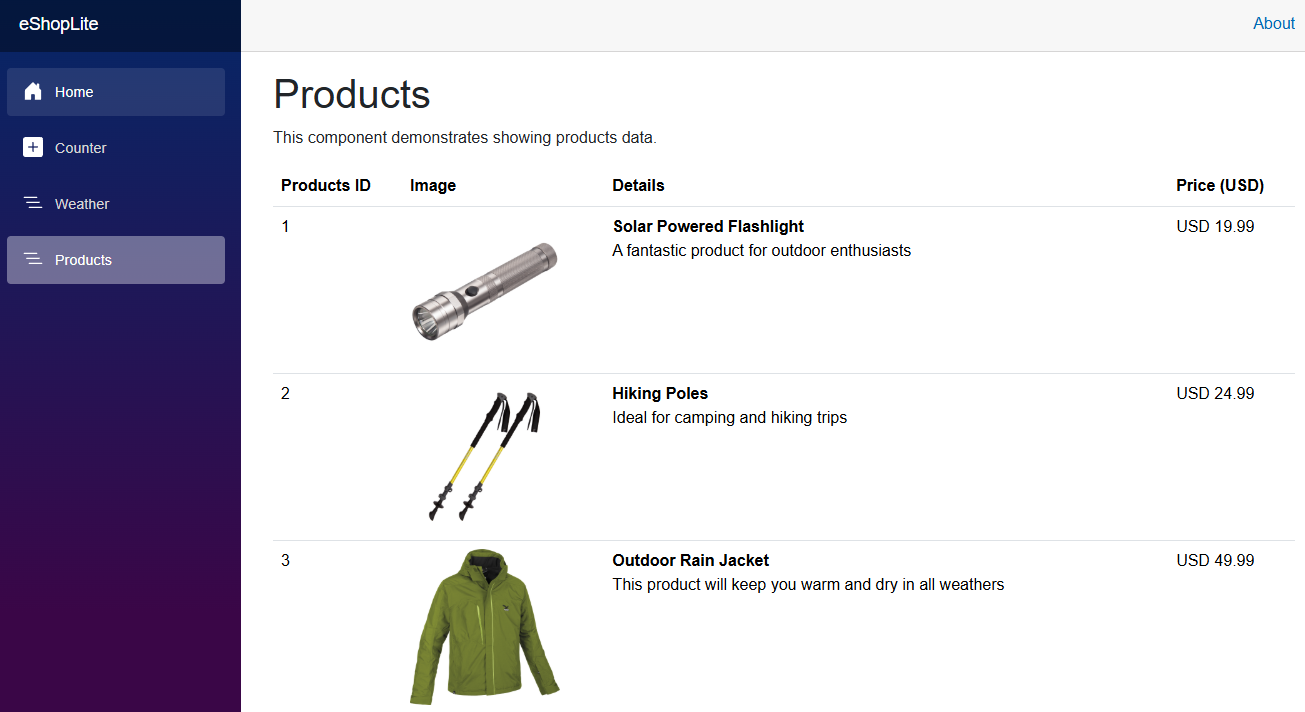 eShopLite
About
Home
Counter
Weather
Products
Products
This component demonstrates showing products data.
Products ID Image Details Price (USD)
1 Solar Powered Flashlight USD 19.99
A fantastic product for outdoor enthusiasts
2 Hiking Poles USD 24.99
Ideal for camping and hiking trips
3 Outdoor Rain Jacket USD 49.99
This product will keep you warm and dry in all weathers